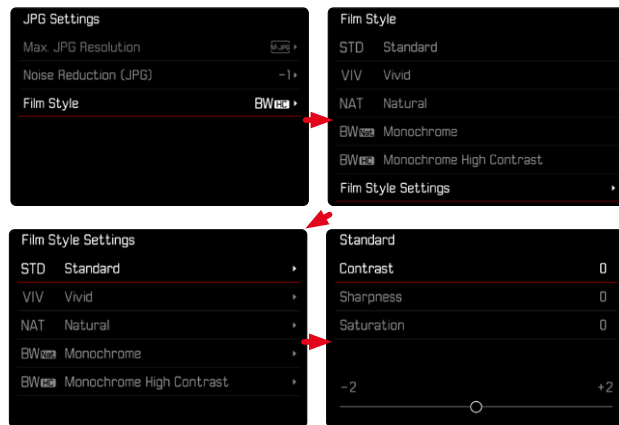 JPG Settings
Max. JPG Resolution M-JPG
Noise Reduction (JPG) -1
Film Style BW HC
Film Style
STD Standard
VIV Vivid
NAT Natural
BW Nat Monochrome
BW HC Monochrome High Contrast
Film Style Settings
Film Style Settings
STD Standard
VIV Vivid
NAT Natural
BW Nat Monochrome
BW HC Monochrome High Contrast
Standard
Contrast 0
Sharpness 0
Saturation 0
-2 +2